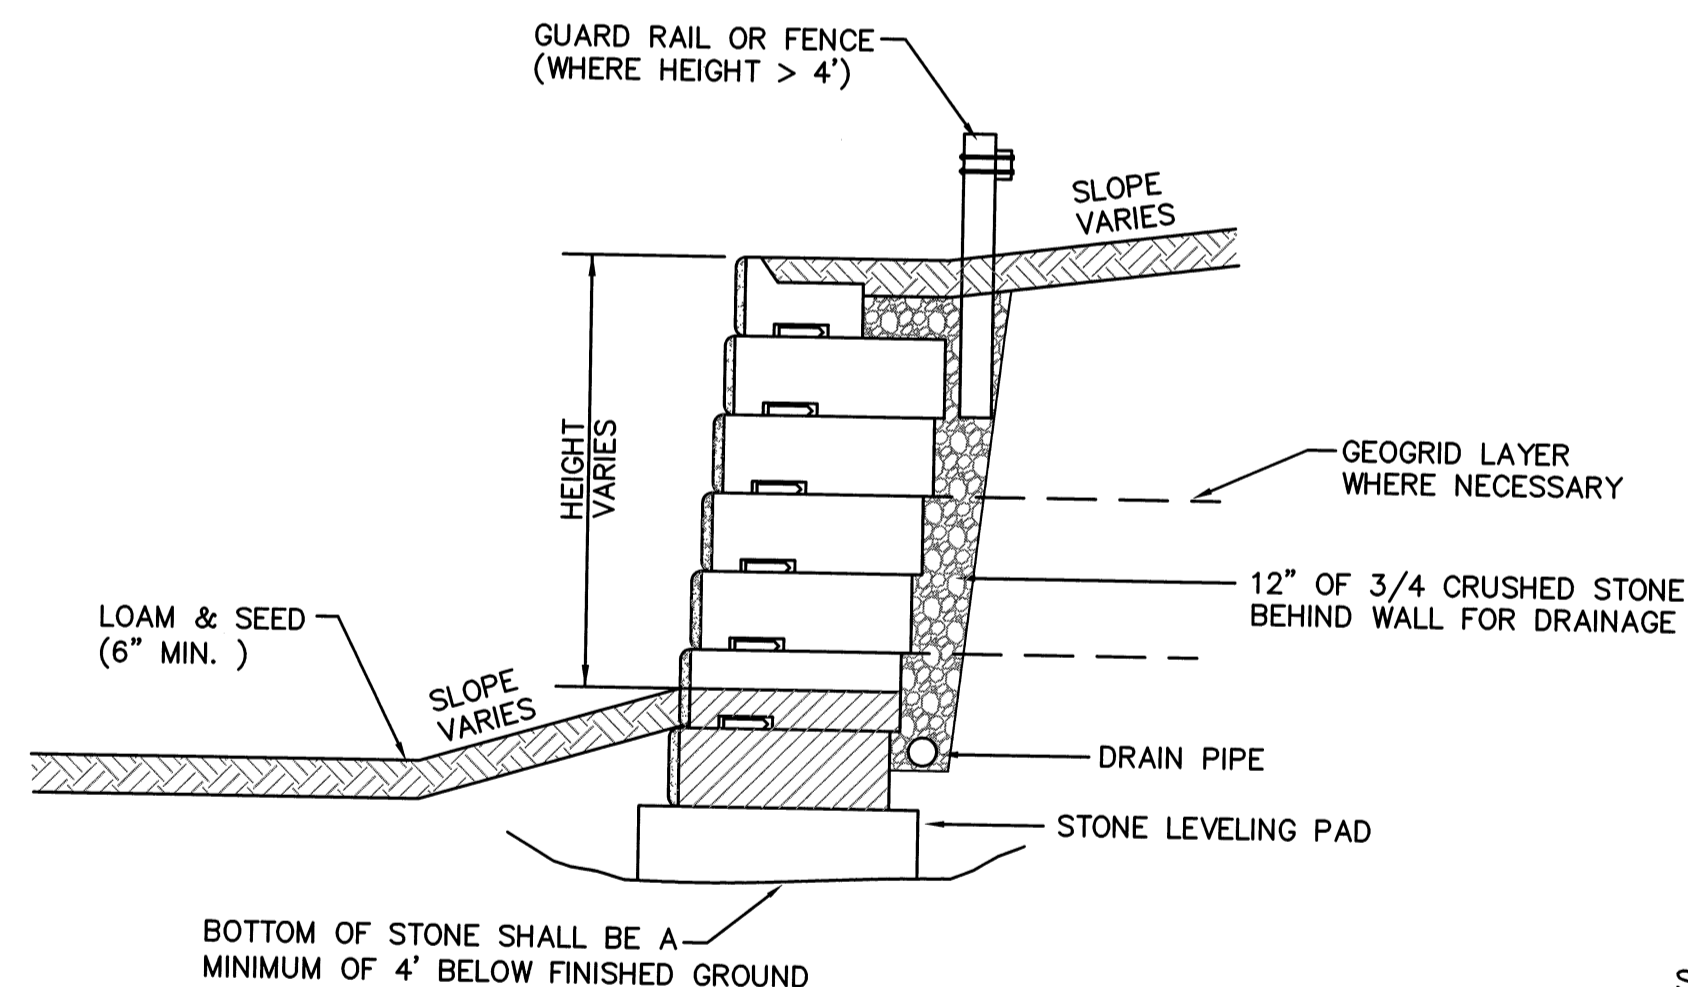 GUARD RAIL OR FENCE
(WHERE HEIGHT > 4')
SLOPE
VARIES
HEIGHT
VARIES
GEOGRID LAYER
WHERE NECESSARY
12" OF 3/4 CRUSHED STONE
BEHIND WALL FOR DRAINAGE
LOAM & SEED
(6" MIN. )
SLOPE
VARIES
DRAIN PIPE
STONE LEVELING PAD
BOTTOM OF STONE SHALL BE A
MINIMUM OF 4' BELOW FINISHED GROUND